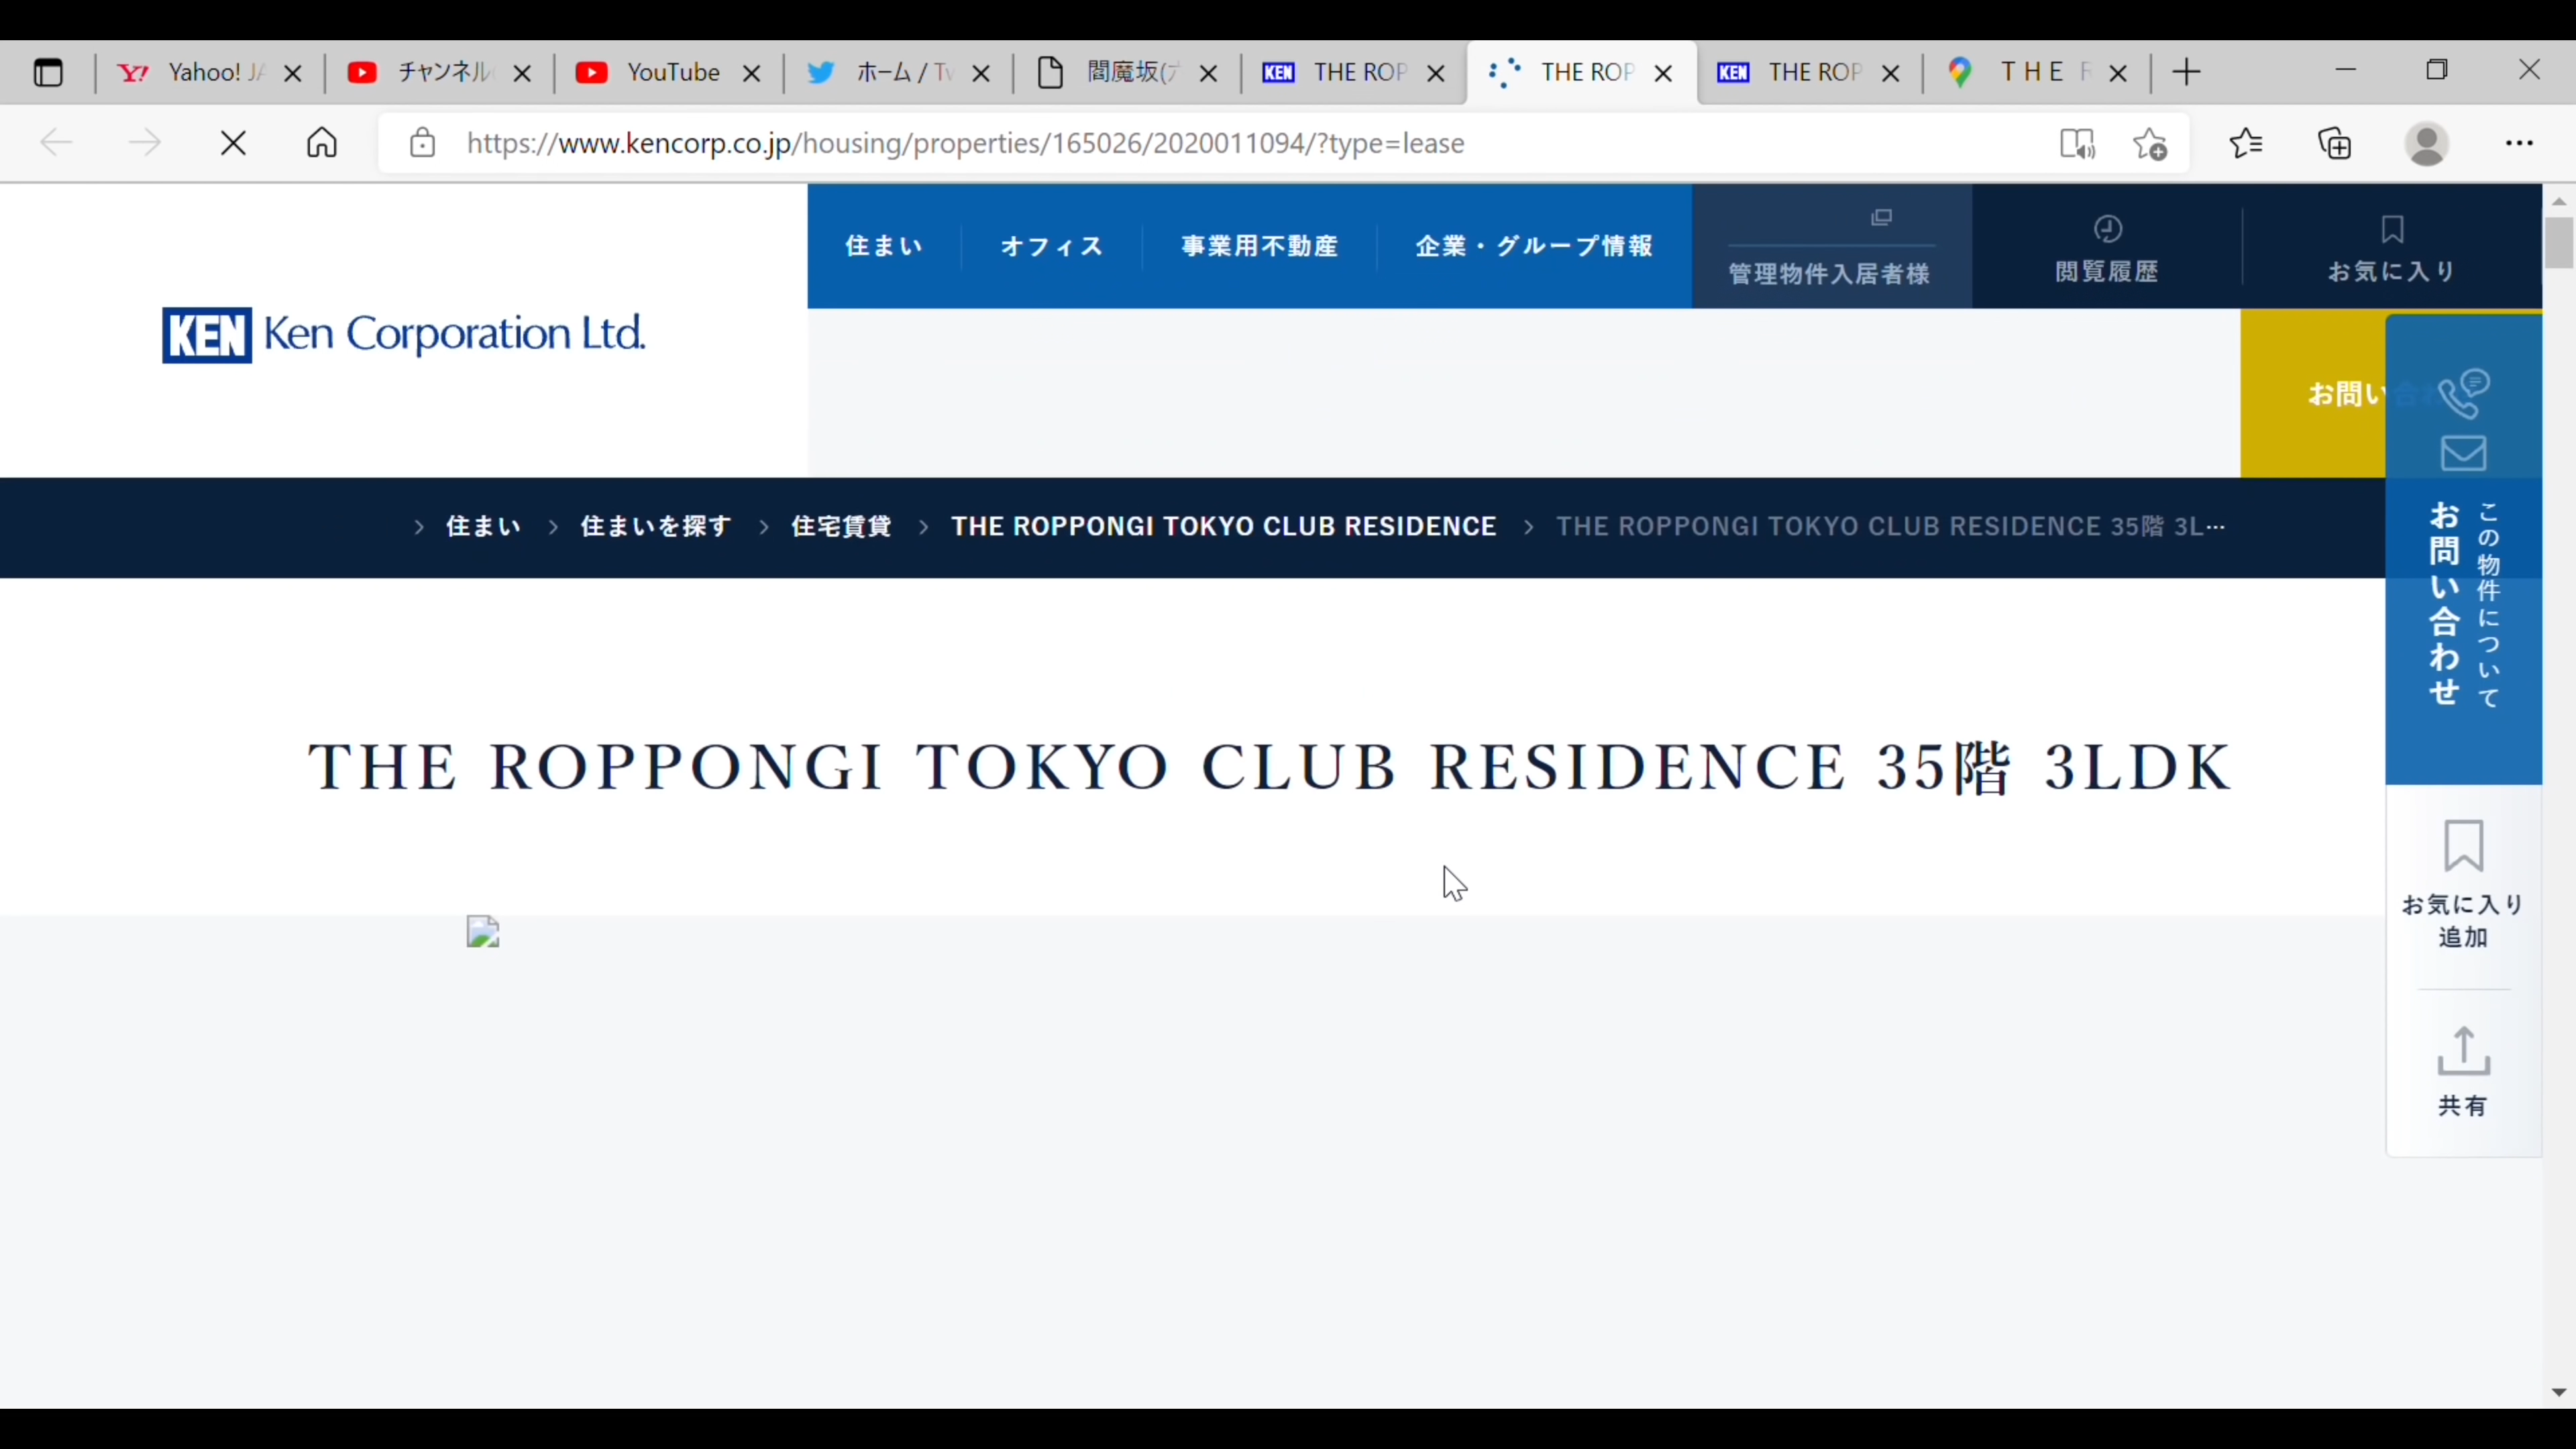 Yahoo! JA
チャンネル
YouTube
ホーム / Tw
閻魔坂(
THE ROP
THE ROP
THE ROP
T H E R
https://www.kencorp.co.jp/housing/properties/165026/2020011094/?type=lease
住まい
オフィス
事業用不動産
企業・グループ情報
管理物件入居者様
閲覧履歴
お気に入り
KEN Ken Corporation Ltd.
お問い合わ
> 住まい > 住まいを探す > 住宅賃貸 > THE ROPPONGI TOKYO CLUB RESIDENCE > THE ROPPONGI TOKYO CLUB RESIDENCE 35階 3L…
この物件について
お問い合わせ
THE ROPPONGI TOKYO CLUB RESIDENCE 35階 3LDK
お気に入り
追加
共有